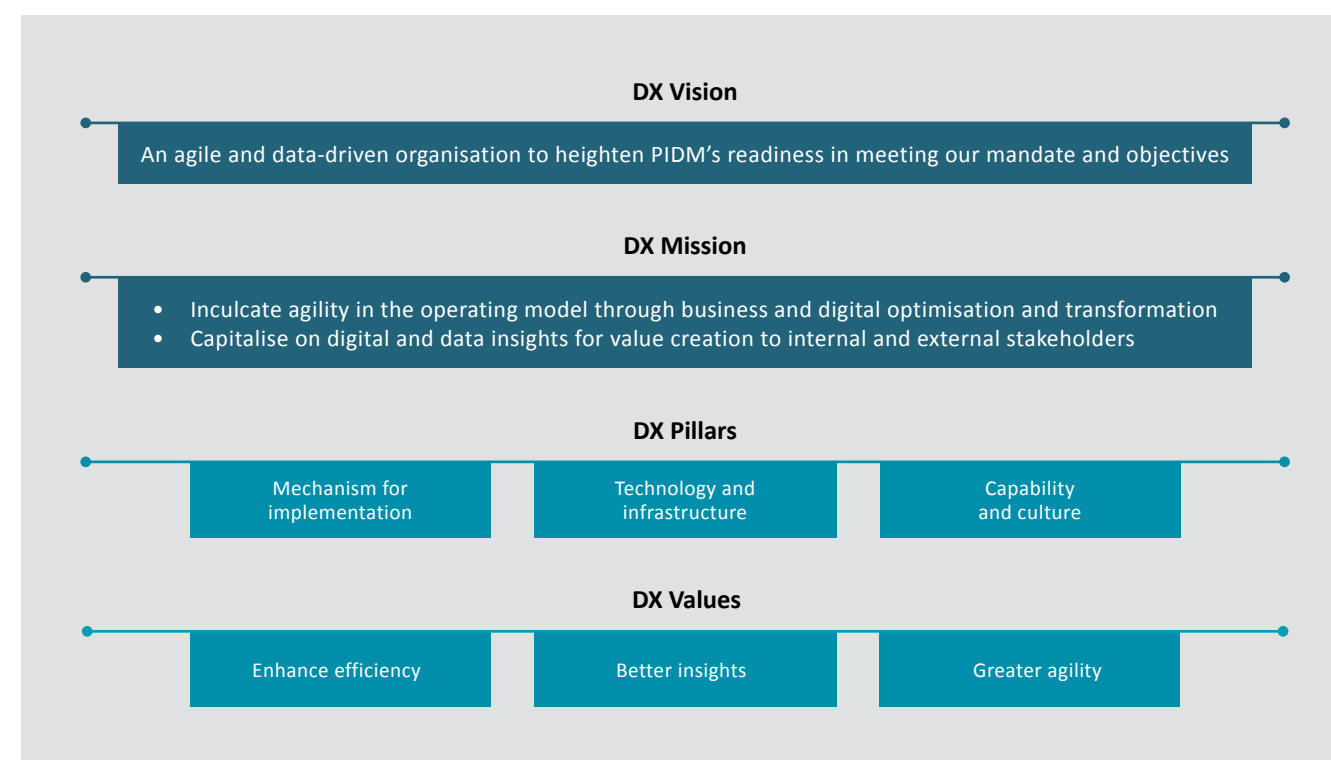 DX Vision
An agile and data-driven organisation to heighten PIDM’s readiness in meeting our mandate and objectives
DX Mission
• Inculcate agility in the operating model through business and digital optimisation and transformation
• Capitalise on digital and data insights for value creation to internal and external stakeholders
DX Pillars
Mechanism for
implementation
Technology and
infrastructure
Capability
and culture
DX Values
Enhance efficiency
Better insights
Greater agility